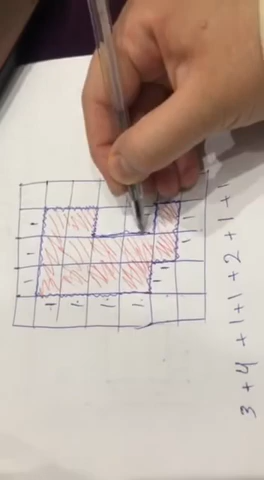 3 + 4 + 1 + 1 + 2 + 1 + 1